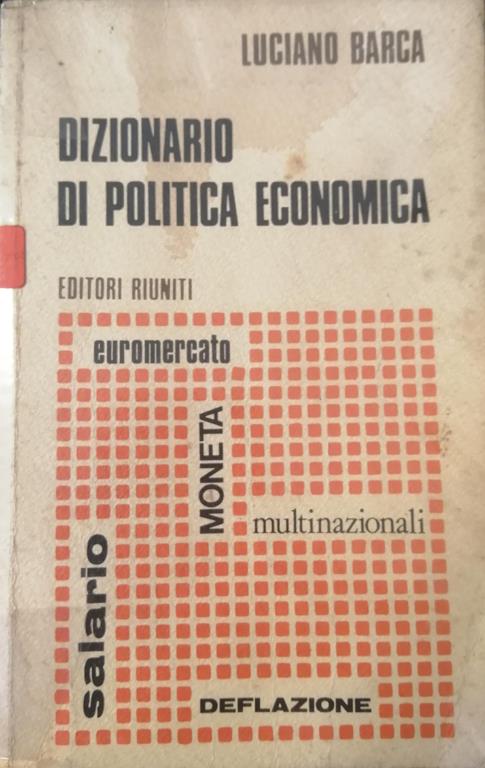 LUCIANO BARCA
DIZIONARIO
DI POLITICA ECONOMICA
EDITORI RIUNITI
euromercato
MONETA
multinazionali
salario
DEFLAZIONE